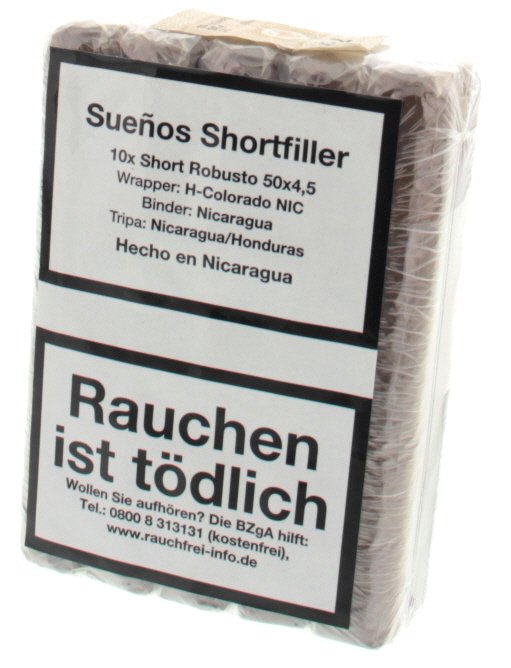 Sueños Shortfiller
10x Short Robusto 50x4,5
Wrapper: H-Colorado NIC
Binder: Nicaragua
Tripa: Nicaragua/Honduras
Hecho en Nicaragua
Rauchen
ist tödlich
Wollen Sie aufhören? Die BZgA hilft:
Tel.: 0800 8 313131 (kostenfrei),
www.rauchfrei-info.de